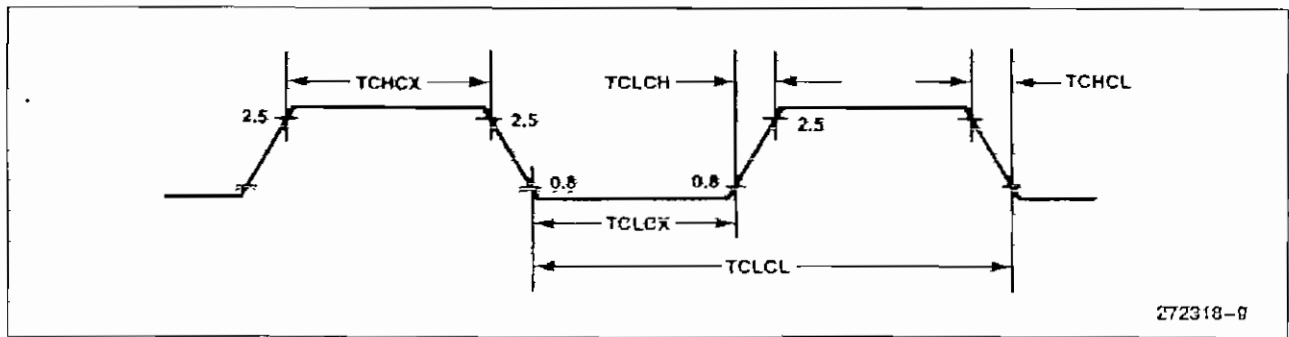 TCHCX
TCLCH
TCHCL
2.5
2.5
2.5
0.8
0.8
TCLCX
TCLCL
272318-9